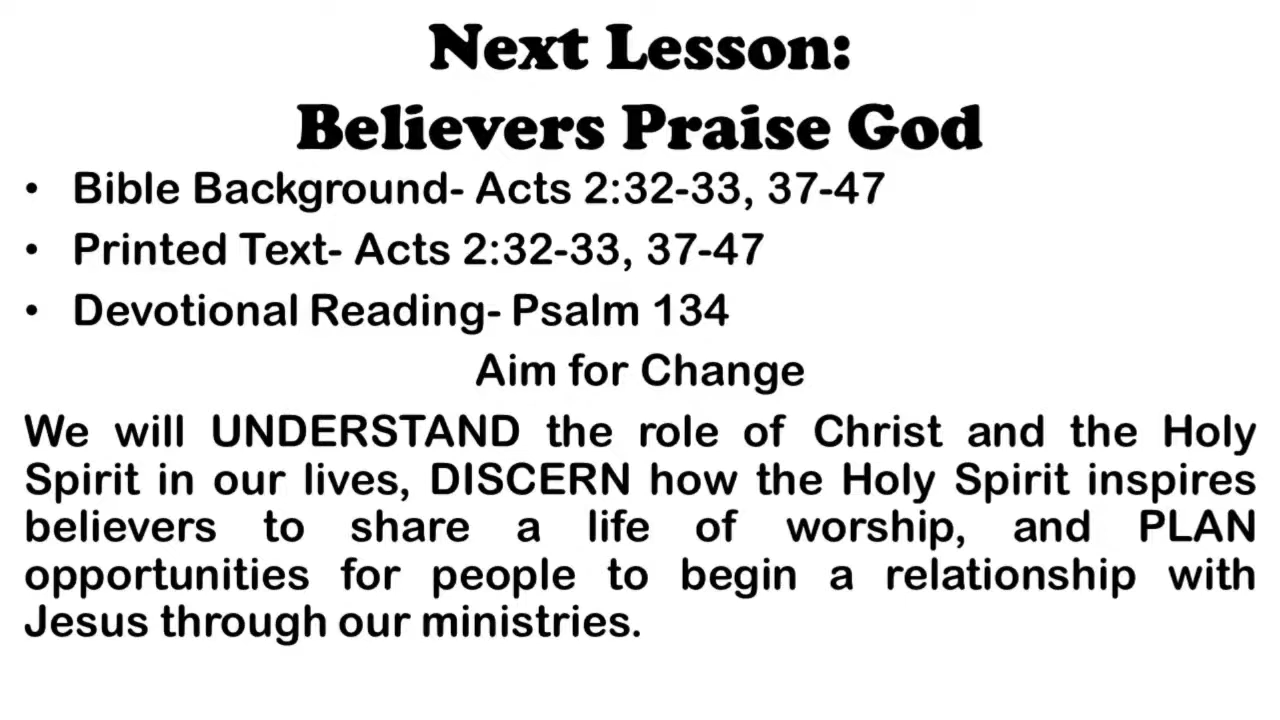 Next Lesson:
Believers Praise God
• Bible Background- Acts 2:32-33, 37-47
• Printed Text- Acts 2:32-33, 37-47
• Devotional Reading- Psalm 134
Aim for Change
We will UNDERSTAND the role of Christ and the Holy
Spirit in our lives, DISCERN how the Holy Spirit inspires
believers to share a life of worship, and PLAN
opportunities for people to begin a relationship with
Jesus through our ministries.